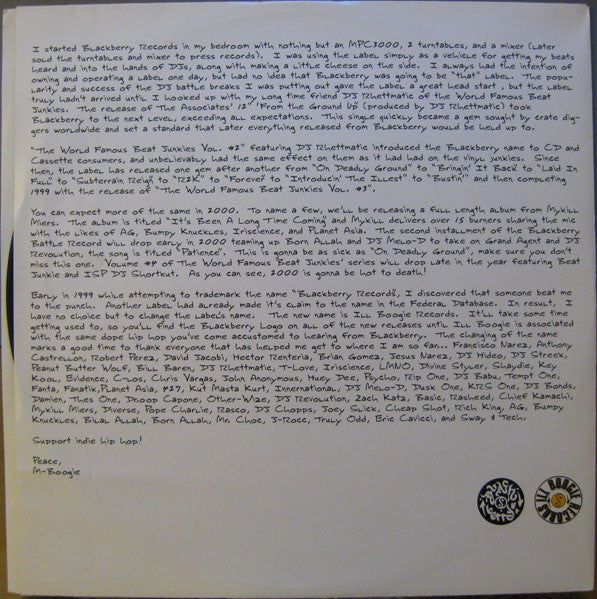 I started Blackberry Records in my bedroom with nothing but an MPC3000, 2 turntables, and a mixer (later
sold the turntables and mixer to press records). I was using the label simply as a vehicle for getting my beats
heard and into the hands of DJs, along with making a little cheese on the side. I always had the intention of
owning and operating a label one day, but had no idea that Blackberry was going to be "that" label. The popu-
larity and success of the DJ battle breaks I was putting out gave the label a great head start, but the label
truly hadn't arrived until I hooked up with my long time friend DJ Rhettmatic of the World Famous Beat
Junkies. The release of The Associates' 12" 'From the Ground Up' (produced by DJ Rhettmatic) took
Blackberry to the next level, exceeding all expectations. This single quickly became a gem sought by crate dig-
gers worldwide and set a standard that later everything released from Blackberry would be held up to.
"The World Famous Beat Junkies Vol. #2" featuring DJ Rhettmatic introduced the Blackberry name to CD and
Cassette consumers, and unbelievably had the same effect on them as it had had on the vinyl junkies. Since
then, the label has released one gem after another from "On Deadly Ground" to "Bringin' It Back" to "Laid In
Full" to "Subterrain Reign" to "R2K" to "Forever" to "Introducin' The Illest" to "Bustin'" and then completing
1999 with the release of "The World Famous Beat Junkies Vol. #3".
You can expect more of the same in 2000. To name a few, we'll be releasing a full length album from Mykill
Miers. The album is titled "It's Been A Long Time Coming" and Mykill delivers over 15 burners sharing the mic
with the likes of AG, Bumpy Knuckles, Iriscience, and Planet Asia. The second installment of the Blackberry
Battle Record will drop early in 2000 teaming up Born Allah and DJ Melo-D to take on Grand Agent and DJ
Revolution, the song is titled "Patience". This is gonna be as sick as "On Deadly Ground", make sure you don't
miss this one. Volume #4 of The World Famous Beat Junkies' series will drop late in the year featuring Beat
Junkie and ISP DJ Shortkut. As you can see, 2000 is gonna be hot to death!
Early in 1999 while attempting to trademark the name "Blackberry Records", I discovered that someone beat me
to the punch. Another label had already made it's claim to the name in the Federal Database. In result, I
have no choice but to change the label's name. The new name is Ill Boogie Records. It'll take some time
getting used to, so you'll find the Blackberry Logo on all of the new releases until Ill Boogie is associated
with the same dope hip hop you've come accustomed to hearing from Blackberry. The changing of the name
marks a good time to thank everyone that has helped me get to where I am so far... Francisco Narez, Anthony
Castrellon, Robert Perez, David Jacobi, Hector Renteria, Brian Gomez, Jesus Narez, DJ Hideo, DJ Streek,
Peanut Butter Wolf, Bill Baren, DJ Rhettmatic, T-Love, Iriscience, LMNO, Divine Styler, Shaydie, Key
Kool, Evidence, C-los, Chris Vargas, John Anonymous, Huey Dee, Psycho, Rip One, DJ Babu, Tempt One,
Fanta, Fanatik, Planet Asia, #27, Kut Masta Kurt, Innernational, DJ Melo-D, Dusk One, KRS One, DJ Bonds,
Damien, Thes One, Droop Capone, Other-Wize, DJ Revolution, Zach Katz, Basic, Rasheed, Chief Kamachi,
Mykill Miers, Diverse, Pope Charlie, Rasco, DJ Chopps, Joey Slick, Cheap Shot, Rich King, AG, Bumpy
Knuckles, Bilal Allah, Born Allah, Mr. Choc, J-Rocc, Truly Odd, Eric Cavicci, and Sway & Tech.
Support indie hip hop!
Peace,
M-Boogie
Blackberry
ILL BOOGIE RECORDS